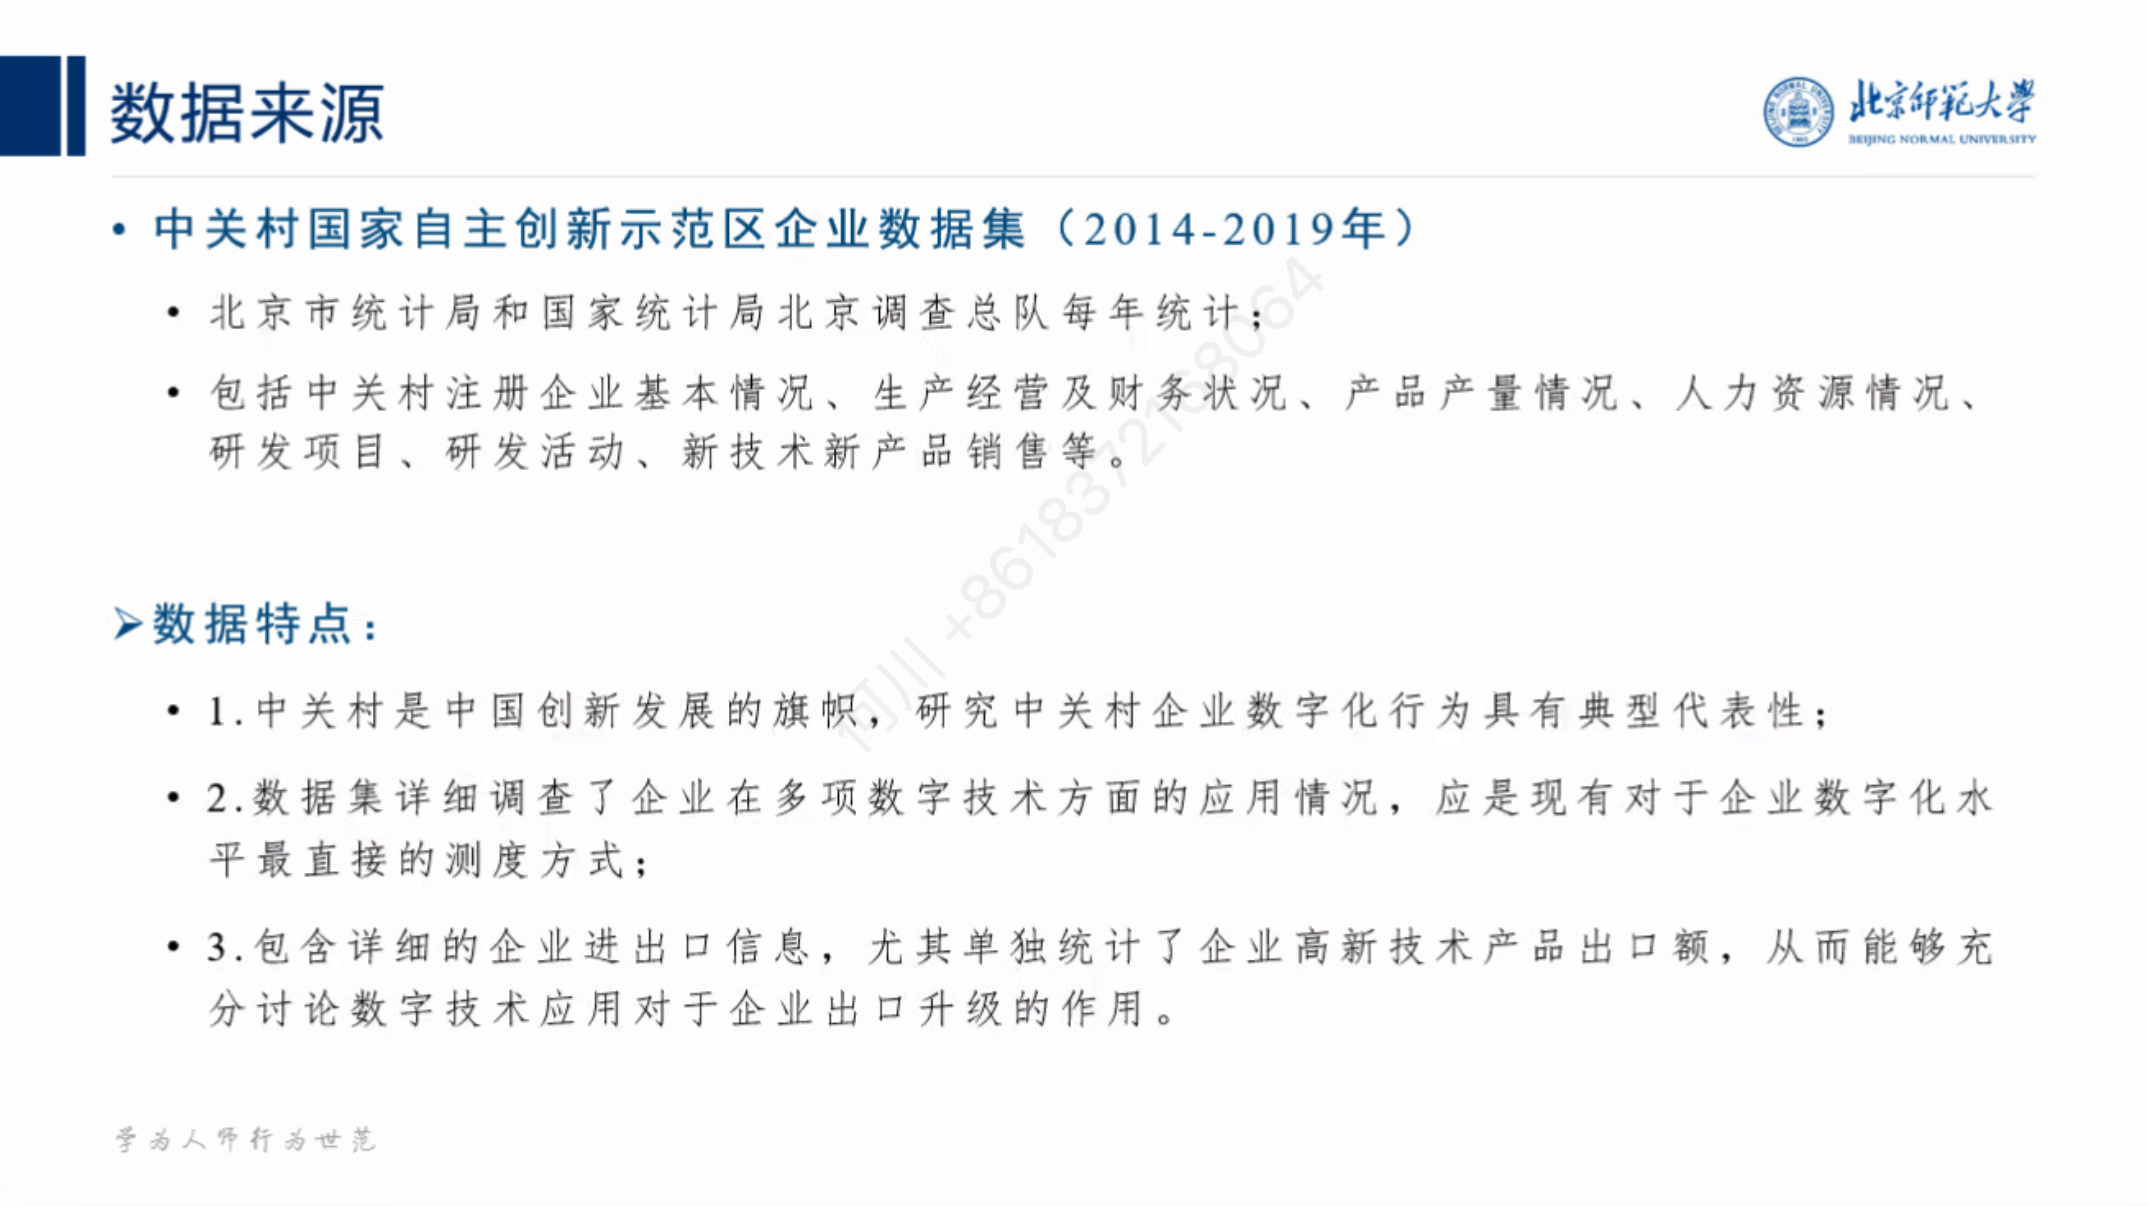 数据来源
北京师范大学
BEIJING NORMAL UNIVERSITY
• 中关村国家自主创新示范区企业数据集（2014-2019年）
• 北京市统计局和国家统计局北京调查总队每年统计；
• 包括中关村注册企业基本情况、生产经营及财务状况、产品产量情况、人力资源情况、
研发项目、研发活动、新技术新产品销售等。
➢数据特点：
• 1.中关村是中国创新发展的旗帜，研究中关村企业数字化行为具有典型代表性；
• 2.数据集详细调查了企业在多项数字技术方面的应用情况，应是现有对于企业数字化水
平最直接的测度方式；
• 3.包含详细的企业进出口信息，尤其单独统计了企业高新技术产品出口额，从而能够充
分讨论数字技术应用对于企业出口升级的作用。
学为人师行为世范
+8618372168064